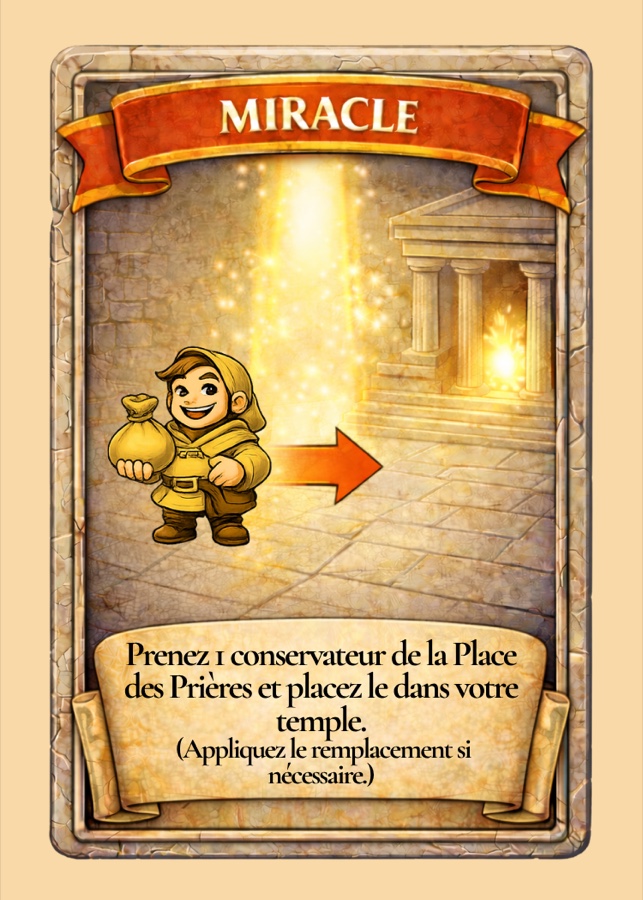 MIRACLE
Prenez 1 conservateur de la Place
des Prières et placez le dans votre
temple.
(Appliquez le remplacement si
nécessaire.)